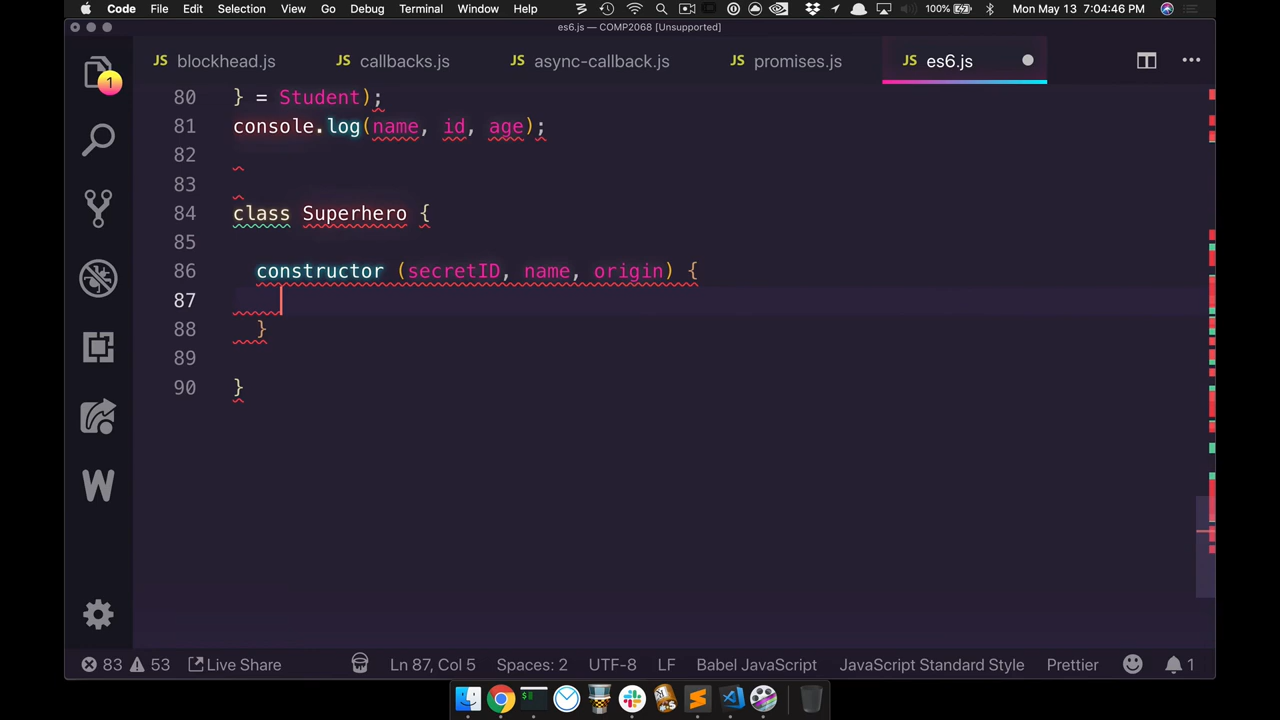 Code File Edit Selection View Go Debug Terminal Window Help 100% Mon May 13 7:04:46 PM
es6.js — COMP2068 [Unsupported]
JS blockhead.js JS callbacks.js JS async-callback.js JS promises.js JS es6.js
1
80 } = Student);
81 console.log(name, id, age);
82
83
84 class Superhero {
85
86 constructor (secretID, name, origin) {
87
88 }
89
90 }
W
83 53 Live Share Ln 87, Col 5 Spaces: 2 UTF-8 LF Babel JavaScript JavaScript Standard Style Prettier 1